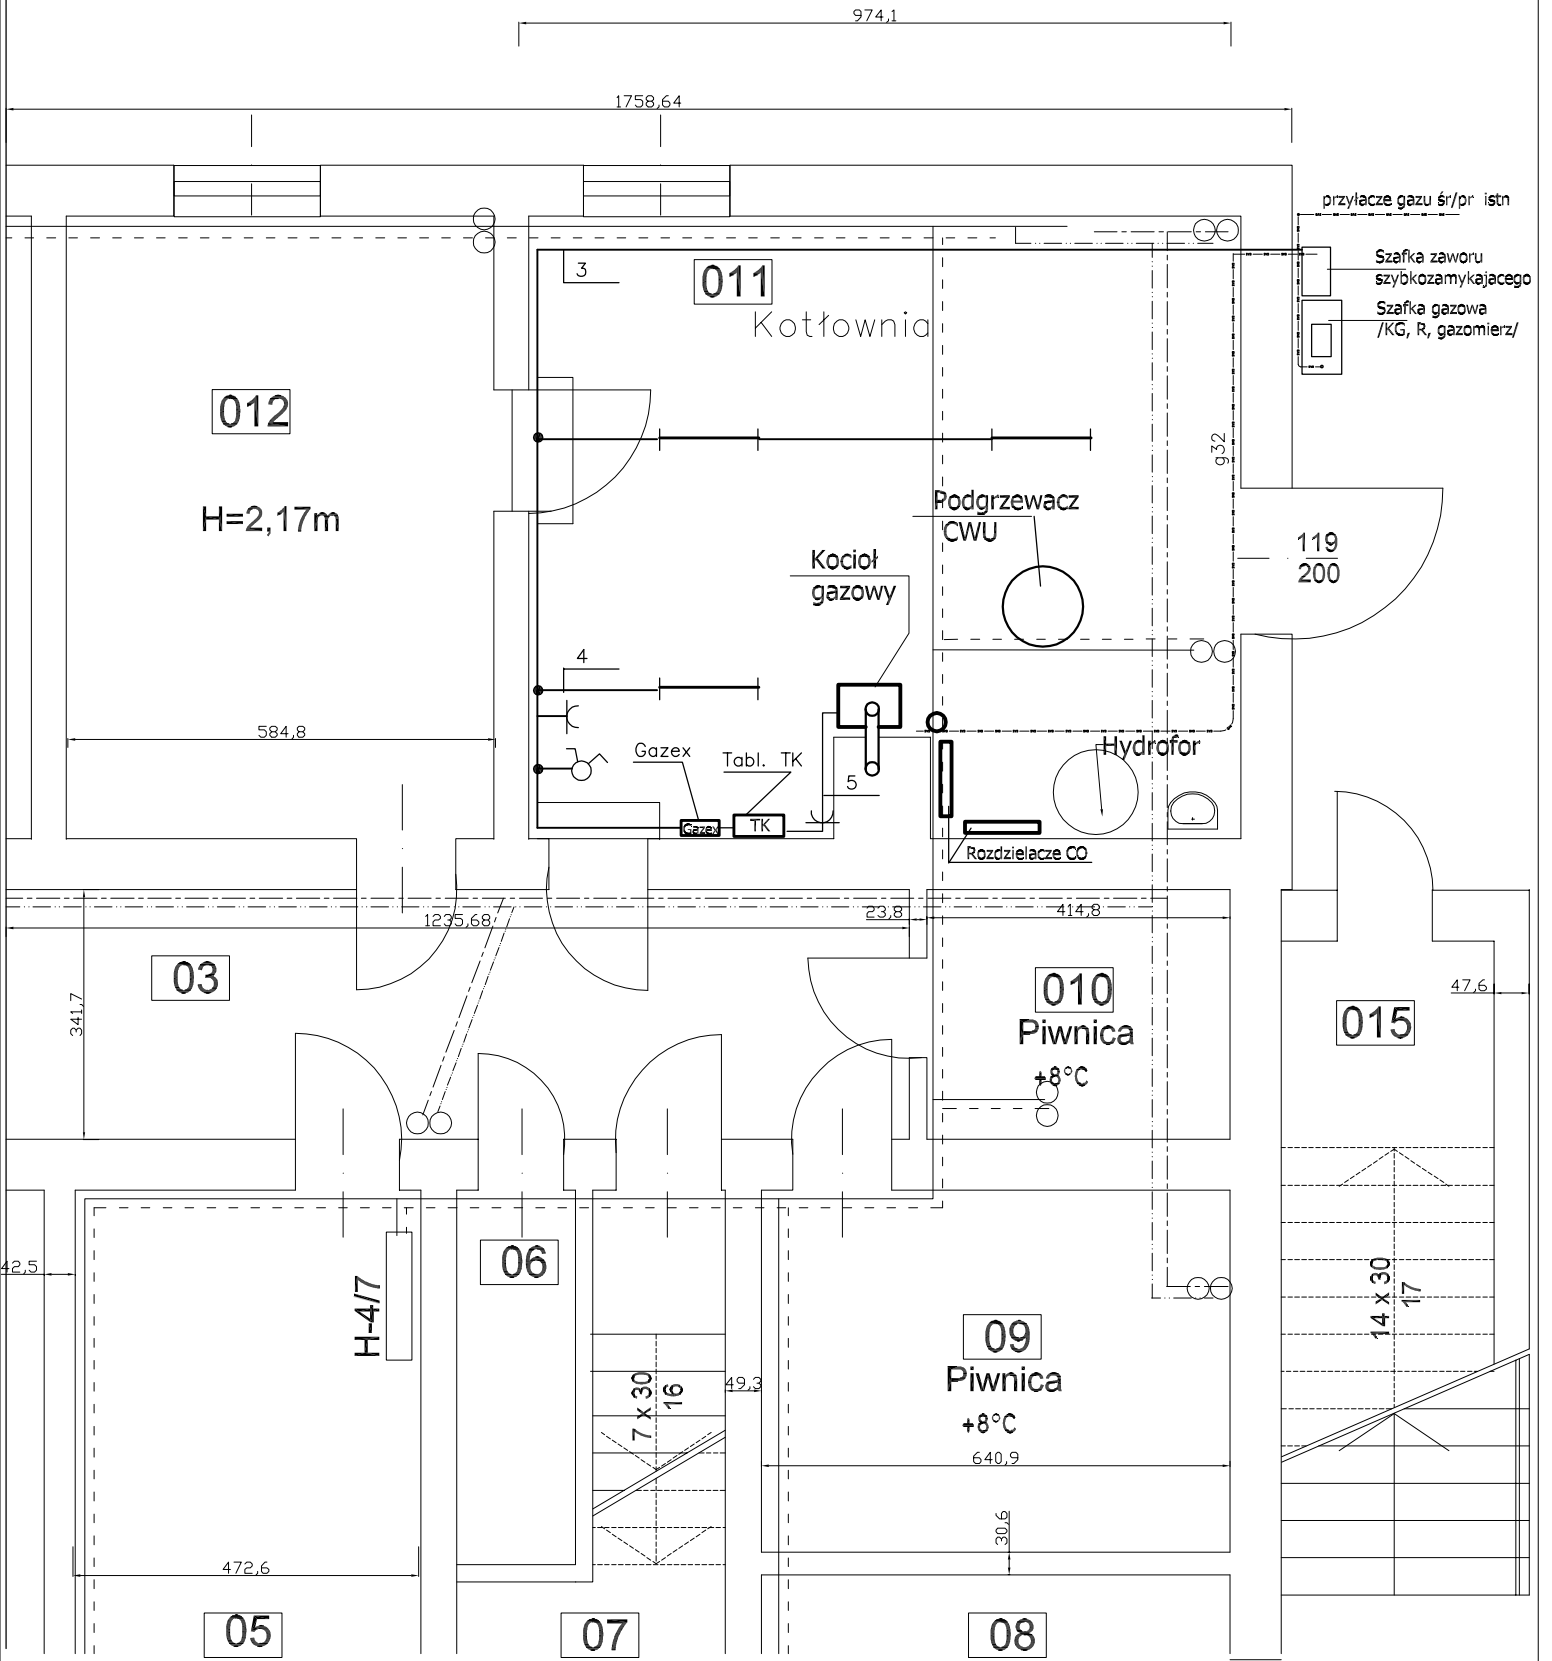 974,1
1758,64
przyłacze gazu śr/pr istn
Szafka zaworu
szybkozamykajacego
Szafka gazowa
/KG, R, gazomierz/
3
011
Kotłownia
012
g32
H=2,17m
Podgrzewacz
CWU
119
200
Kocioł
gazowy
4
584,8
Gazex
Tabl. TK
Hydrofor
5
Gazex
TK
Rozdzielacze CO
1235,68
23,8
414,8
03
341,7
010
Piwnica
+8°C
47,6
015
42,5
06
H-4/7
14 x 30
17
09
Piwnica
+8°C
7 x 30
16
49,3
640,9
30,6
472,6
05
07
08